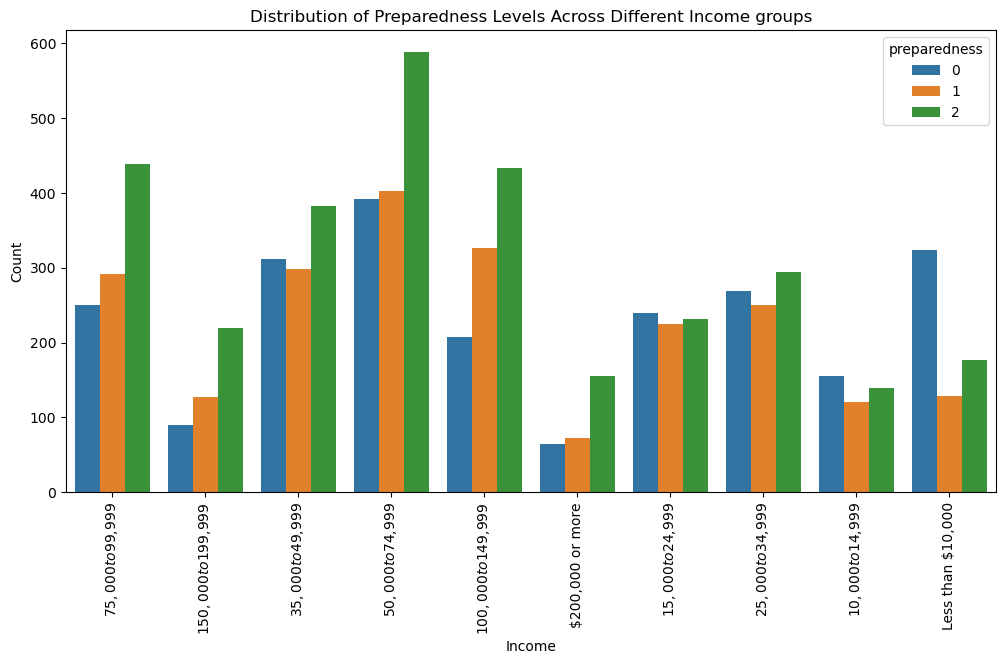 Distribution of Preparedness Levels Across Different Income groups
preparedness
0
1
2
600
500
400
300
200
100
0
Count
75,000to99,999
150,000to199,999
35,000to49,999
50,000to74,999
100,000to149,999
$200,000 or more
15,000to24,999
25,000to34,999
10,000to14,999
Less than $10,000
Income